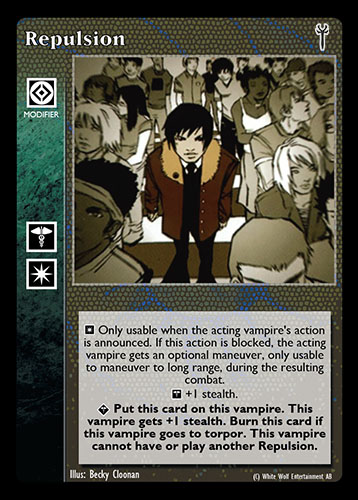 Repulsion
MODIFIER
Only usable when the acting vampire's action
is announced. If this action is blocked, the acting
vampire gets an optional maneuver, only usable
to maneuver to long range, during the resulting
combat.
+1 stealth.
Put this card on this vampire. This
vampire gets +1 stealth. Burn this card if
this vampire goes to torpor. This vampire
cannot have or play another Repulsion.
Illus: Becky Cloonan
(C) White Wolf Entertainment AB